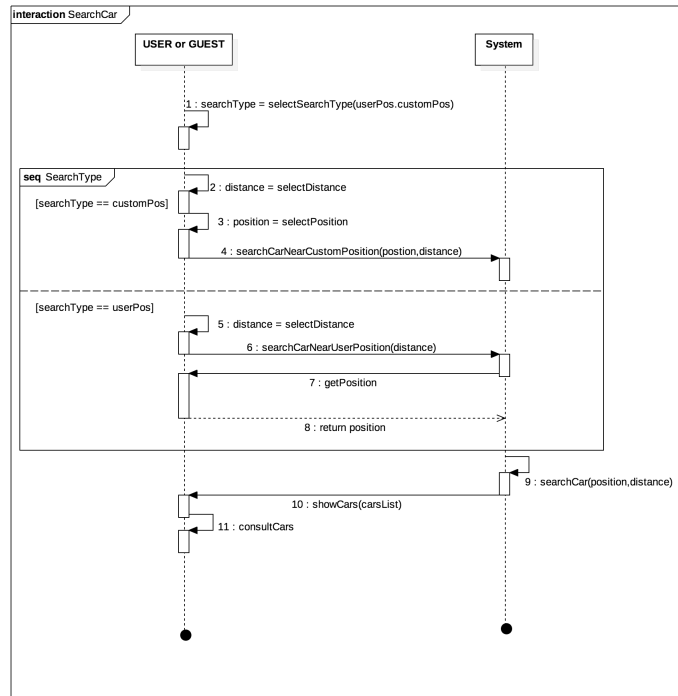 interaction SearchCar
USER or GUEST
System
1 : searchType = selectSearchType(userPos.customPos)
seq SearchType
2 : distance = selectDistance
[searchType == customPos]
3 : position = selectPosition
4 : searchCarNearCustomPosition(postion,distance)
[searchType == userPos]
5 : distance = selectDistance
6 : searchCarNearUserPosition(distance)
7 : getPosition
8 : return position
9 : searchCar(position,distance)
10 : showCars(carsList)
11 : consultCars